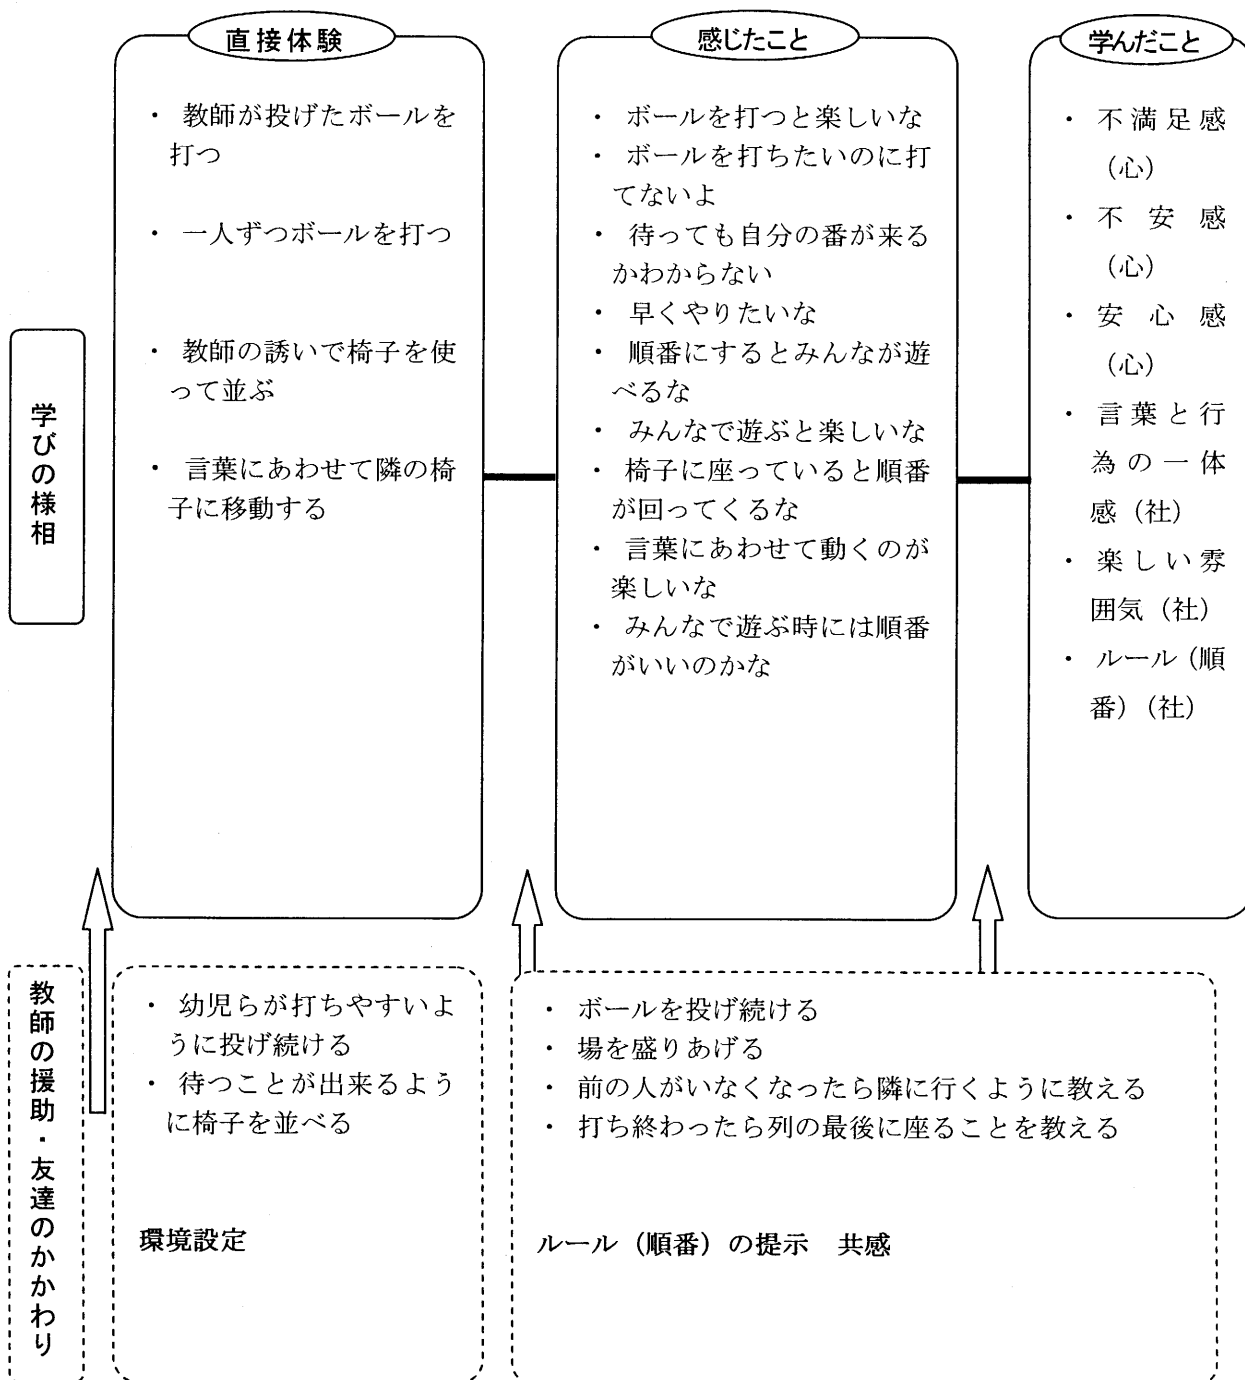 直接体験
・ 教師が投げたボールを
打つ
・ 一人ずつボールを打つ
・ 教師の誘いで椅子を使
って並ぶ
・ 言葉にあわせて隣の椅
子に移動する
感じたこと
・ ボールを打つと楽しいな
・ ボールを打ちたいのに打
てないよ
・ 待っても自分の番が来る
かわからない
・ 早くやりたいな
・ 順番にするとみんなが遊
べるな
・ みんなで遊ぶと楽しいな
・ 椅子に座っていると順番
が回ってくるな
・ 言葉にあわせて動くのが
楽しいな
・ みんなで遊ぶ時には順番
がいいのかな
学んだこと
・ 不満足感
(心)
・ 不安感
(心)
・ 安心感
(心)
・ 言葉と行
為の一体
感(社)
・ 楽しい雰
囲気(社)
・ ルール(順
番)(社)
学びの様相
教師の援助・友達のかかわり
・ 幼児らが打ちやすいよ
うに投げ続ける
・ 待つことが出来るよう
に椅子を並べる
環境設定
・ ボールを投げ続ける
・ 場を盛りあげる
・ 前の人がいなくなったら隣に行くように教える
・ 打ち終わったら列の最後に座ることを教える
ルール(順番)の提示 共感